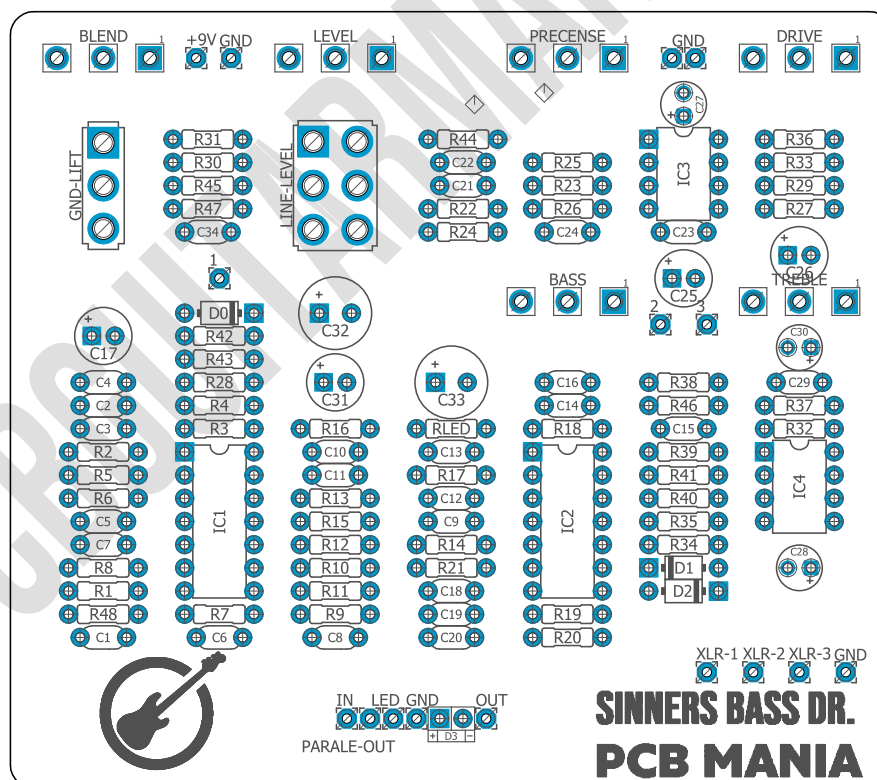 BLEND 1 +9V GND LEVEL 1 PRECENSE 1 GND DRIVE 1
GND-LIFT
LINE-LEVEL
R31
R30
R45
R47
C34
R44
C22
C21
R22
R24
R25
R23
R26
C24
C27
+
IC3
C23
R36
R33
R29
R27
1
+
C25
+
C26
BASS 1
2 3
TREBLE 1
+
C17
D0
R42
R43
R28
R4
R3
+
C32
+
C31
+
C33
C4
C2
C3
R2
R5
R6
C5
C7
R8
R1
R48
C1
IC1
R7
C6
R16
C10
C11
R13
R15
R12
R10
R11
R9
C8
RLED
C13
R17
C12
C9
R14
R21
C18
C19
C20
C16
C14
R18
IC2
R19
R20
R38
R46
C15
R39
R41
R40
R35
R34
D1
D2
C30
+
C29
R37
R32
IC4
C28
+
XLR-1 XLR-2 XLR-3 GND
IN LED GND OUT
+ D3 -
PARALE-OUT
SINNERS BASS DR.
PCB MANIA